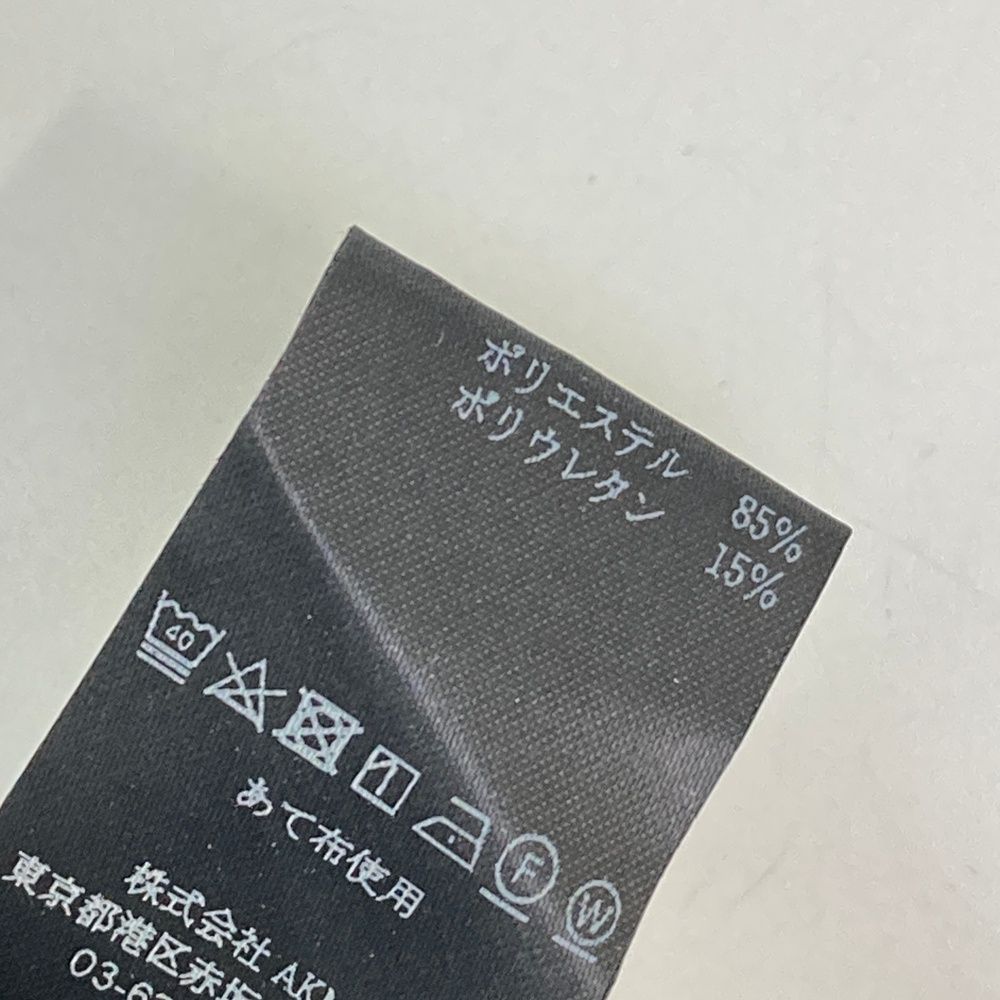 ポリエステル 85%
ポリウレタン 15%
40
F W
あて布使用
株式会社
東京都港区赤坂
03-6